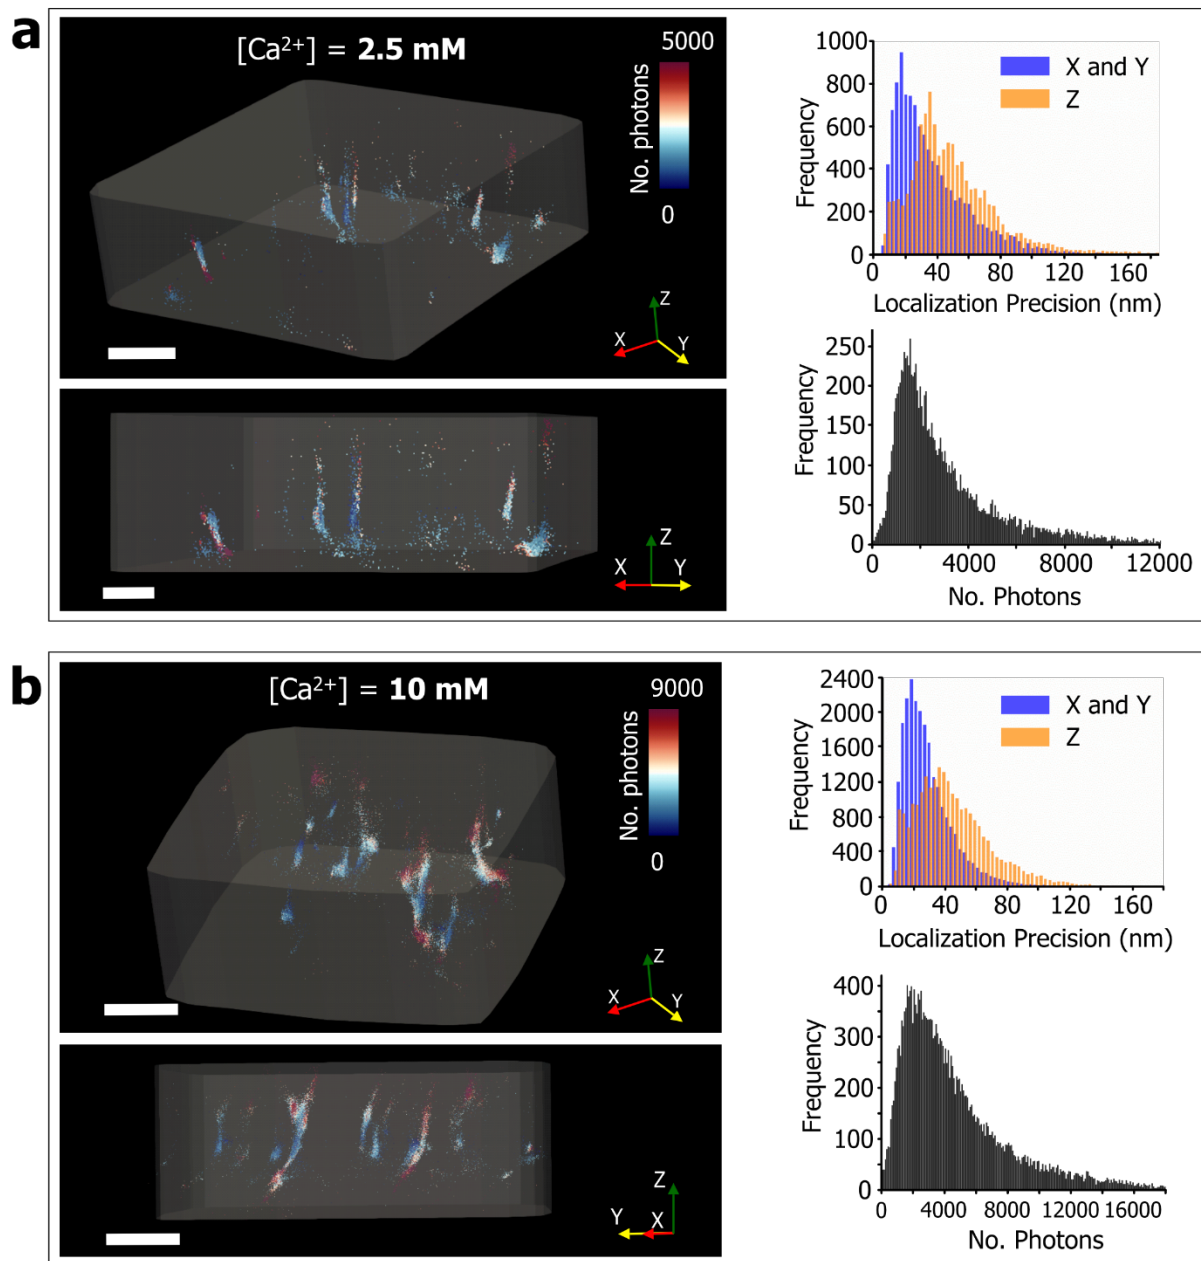 a
[Ca²⁺] = 2.5 mM
5000
No. photons
0
Z
X
Y
Z
X
Y
1000
800
600
400
200
0
Frequency
X and Y
Z
0
40
80
120
160
Localization Precision (nm)
250
200
150
100
50
0
Frequency
0
4000
8000
12000
No. Photons
b
[Ca²⁺] = 10 mM
9000
No. photons
0
Z
X
Y
Z
Y
X
2400
2000
1600
1200
800
400
0
Frequency
X and Y
Z
0
40
80
120
160
Localization Precision (nm)
400
300
200
100
0
Frequency
0
4000
8000
12000
16000
No. Photons